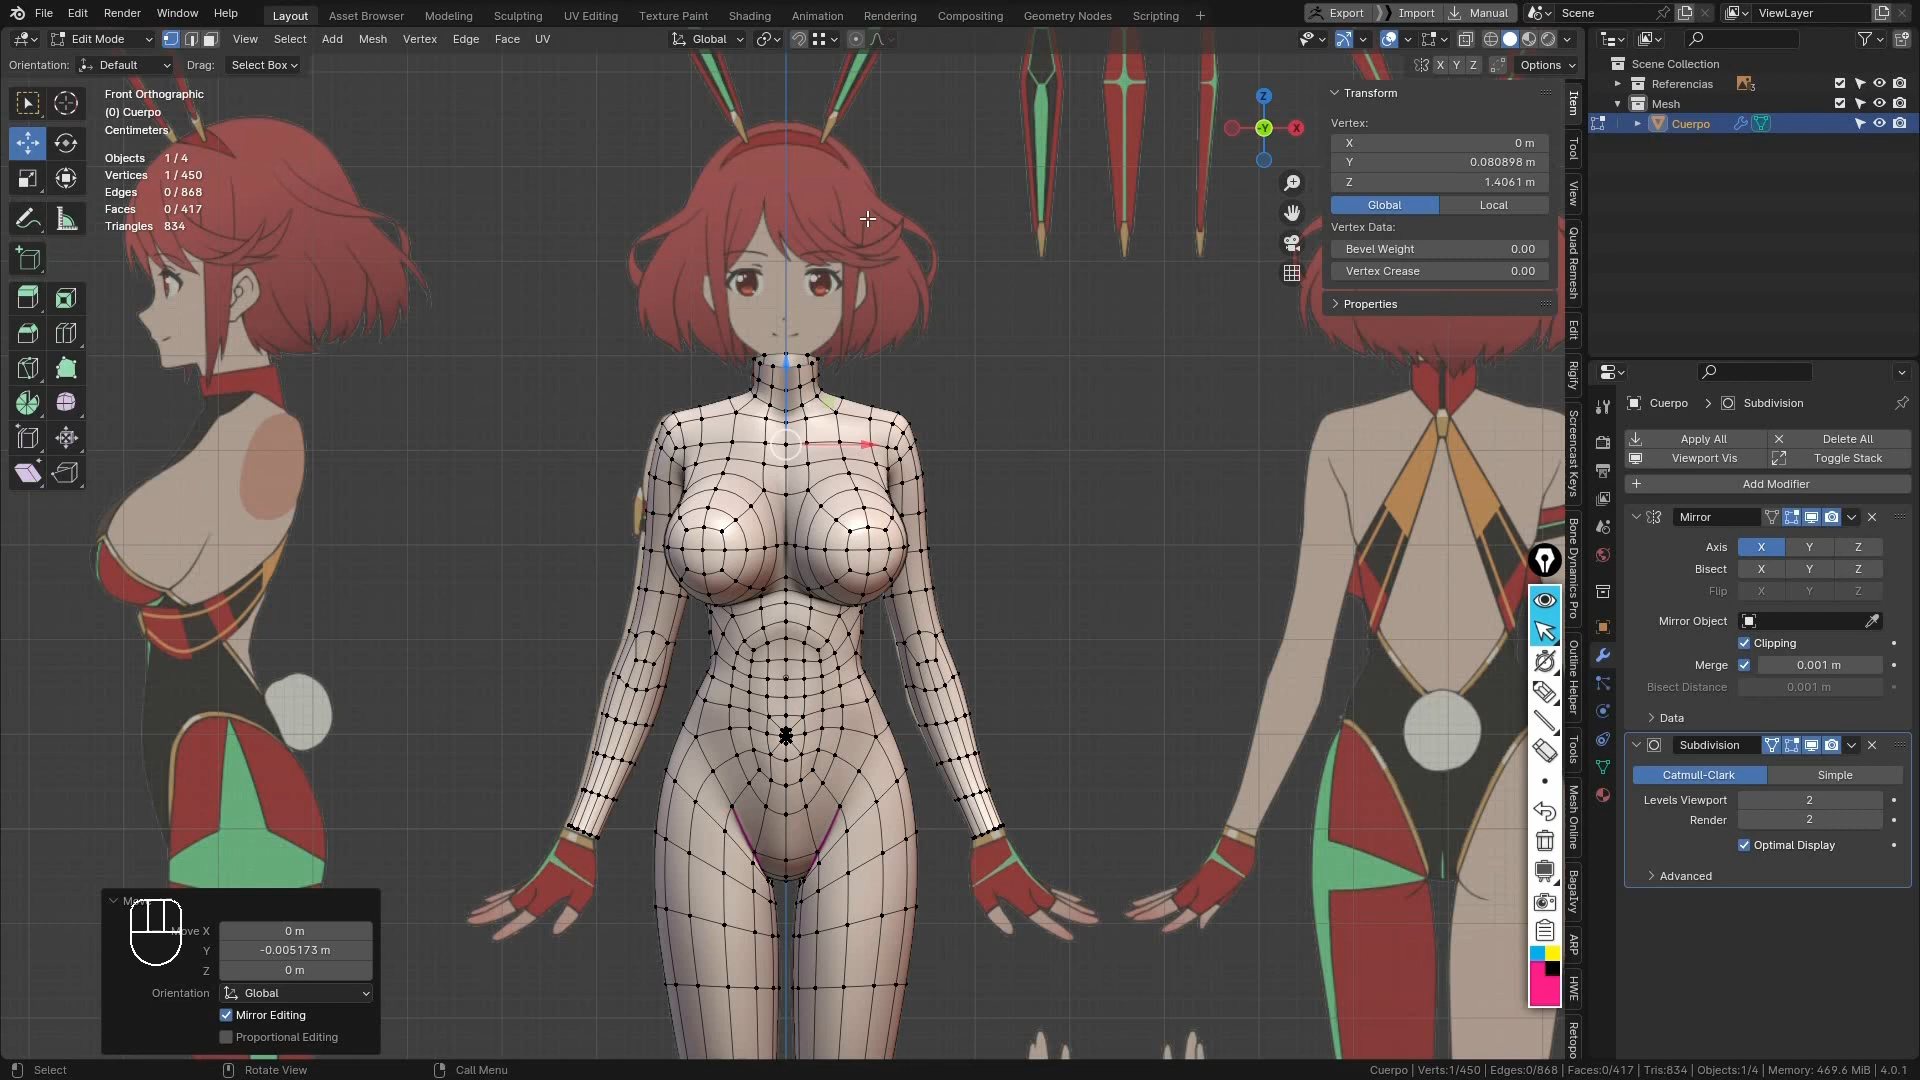 File Edit Render Window Help Layout Asset Browser Modeling Sculpting UV Editing Texture Paint Shading Animation Rendering Compositing Geometry Nodes Scripting + Export Import Manual Scene ViewLayer
Edit Mode View Select Add Mesh Vertex Edge Face UV Global
Orientation: Default Drag: Select Box X Y Z Options
Front Orthographic
(0) Cuerpo
Centimeters
Objects 1 / 4
Vertices 1 / 450
Edges 0 / 868
Faces 0 / 417
Triangles 834
Z
-Y
X
Transform
Vertex:
X 0 m
Y 0.080898 m
Z 1.4061 m
Global Local
Vertex Data:
Bevel Weight 0.00
Vertex Crease 0.00
Properties
Item
Tool
View
Quad Remesh
Edit
Rigify
Screencast Keys
Bone Dynamics Pro
Outline Helper
Tools
Mesh Online
BagaIvy
ARP
HWE
Retopo
Scene Collection
Referencias 3
Mesh
Cuerpo
Cuerpo > Subdivision
Apply All Delete All
Viewport Vis Toggle Stack
Add Modifier
Mirror
Axis X Y Z
Bisect X Y Z
Flip X Y Z
Mirror Object
Clipping
Merge 0.001 m
Bisect Distance 0.001 m
Data
Subdivision
Catmull-Clark Simple
Levels Viewport 2
Render 2
Optimal Display
Advanced
Move X 0 m
Y -0.005173 m
Z 0 m
Orientation Global
Mirror Editing
Proportional Editing
Select Rotate View Call Menu Cuerpo | Verts:1/450 | Edges:0/868 | Faces:0/417 | Tris:834 | Objects:1/4 | Memory: 469.6 MiB | 4.0.1